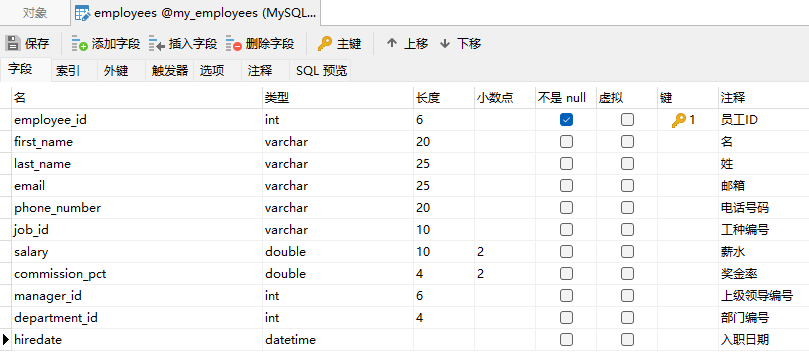 对象 employees @my_employees (MySQL...
保存 添加字段 插入字段 删除字段 主键 上移 下移
字段 索引 外键 触发器 选项 注释 SQL 预览
名 类型 长度 小数点 不是 null 虚拟 键 注释
employee_id int 6 1 员工ID
first_name varchar 20 名
last_name varchar 25 姓
email varchar 25 邮箱
phone_number varchar 20 电话号码
job_id varchar 10 工种编号
salary double 10 2 薪水
commission_pct double 4 2 奖金率
manager_id int 6 上级领导编号
department_id int 4 部门编号
hiredate datetime 入职日期